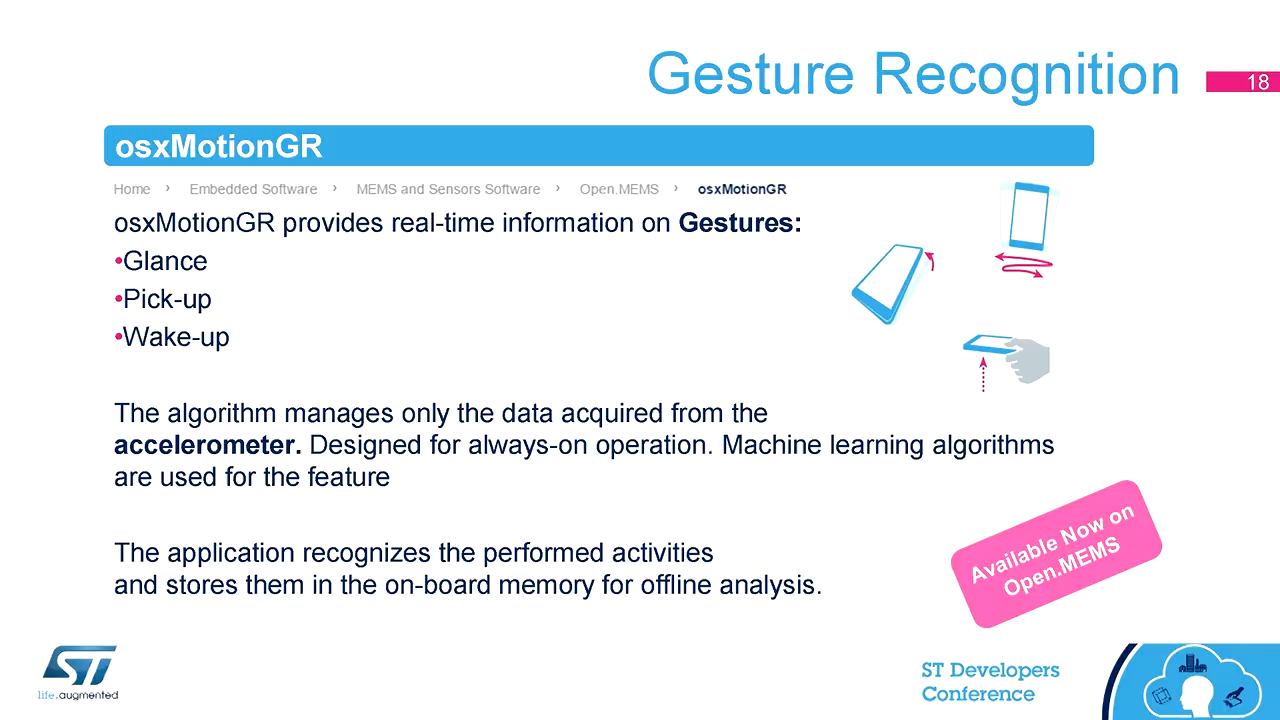 Gesture Recognition
18
osxMotionGR
Home › Embedded Software › MEMS and Sensors Software › Open.MEMS › osxMotionGR
osxMotionGR provides real-time information on Gestures:
•Glance
•Pick-up
•Wake-up
The algorithm manages only the data acquired from the
accelerometer. Designed for always-on operation. Machine learning algorithms
are used for the feature
The application recognizes the performed activities
and stores them in the on-board memory for offline analysis.
Available Now on
Open.MEMS
ST
life.augmented
ST Developers
Conference